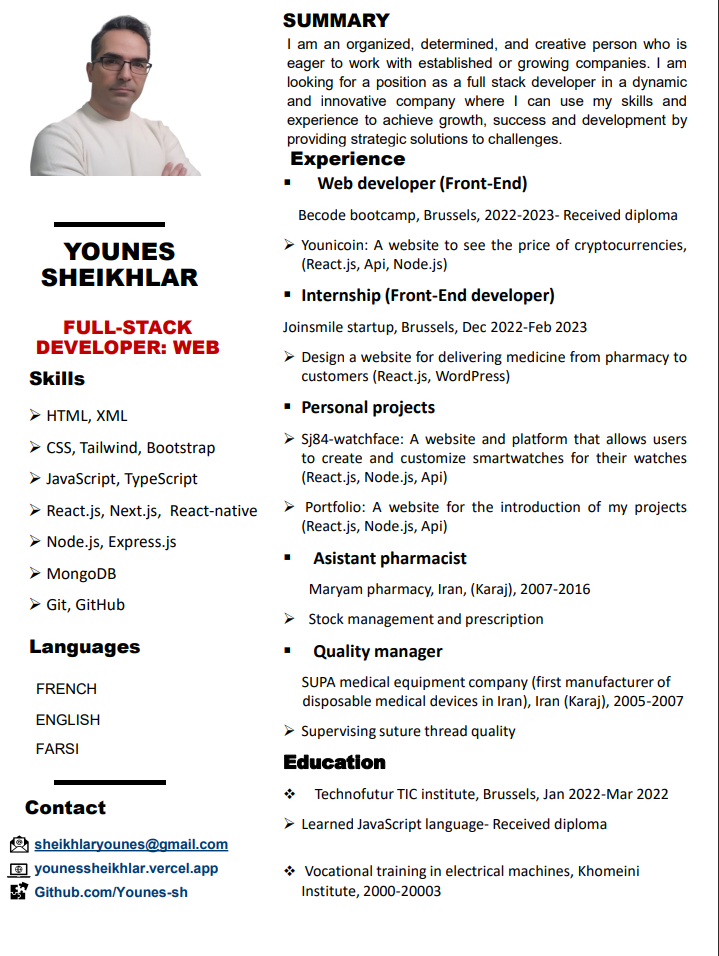 YOUNES
SHEIKHLAR
FULL-STACK
DEVELOPER: WEB
Skills
➢ HTML, XML
➢ CSS, Tailwind, Bootstrap
➢ JavaScript, TypeScript
➢ React.js, Next.js, React-native
➢ Node.js, Express.js
➢ MongoDB
➢ Git, GitHub
Languages
FRENCH
ENGLISH
FARSI
Contact
sheikhlaryounes@gmail.com
younessheikhlar.vercel.app
Github.com/Younes-sh
SUMMARY
I am an organized, determined, and creative person who is
eager to work with established or growing companies. I am
looking for a position as a full stack developer in a dynamic
and innovative company where I can use my skills and
experience to achieve growth, success and development by
providing strategic solutions to challenges.
Experience
▪ Web developer (Front-End)
Becode bootcamp, Brussels, 2022-2023- Received diploma
➢ Younicoin: A website to see the price of cryptocurrencies,
(React.js, Api, Node.js)
▪ Internship (Front-End developer)
Joinsmile startup, Brussels, Dec 2022-Feb 2023
➢ Design a website for delivering medicine from pharmacy to
customers (React.js, WordPress)
▪ Personal projects
➢ Sj84-watchface: A website and platform that allows users
to create and customize smartwatches for their watches
(React.js, Node.js, Api)
➢ Portfolio: A website for the introduction of my projects
(React.js, Node.js, Api)
▪ Asistant pharmacist
Maryam pharmacy, Iran, (Karaj), 2007-2016
➢ Stock management and prescription
▪ Quality manager
SUPA medical equipment company (first manufacturer of
disposable medical devices in Iran), Iran (Karaj), 2005-2007
➢ Supervising suture thread quality
Education
❖ Technofutur TIC institute, Brussels, Jan 2022-Mar 2022
➢ Learned JavaScript language- Received diploma
❖ Vocational training in electrical machines, Khomeini
Institute, 2000-20003